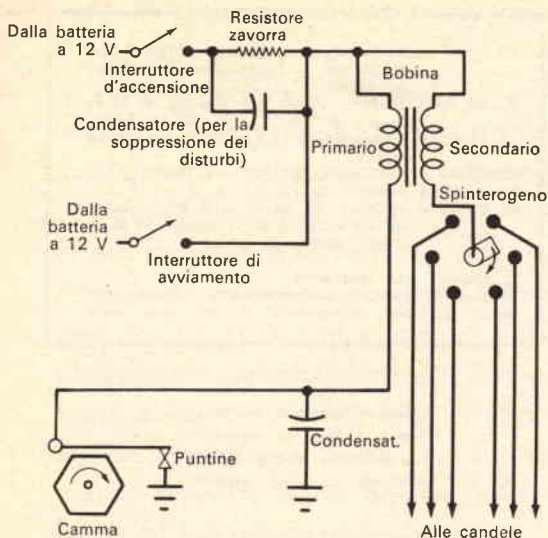 Resistore
zavorra
Dalla batteria
a 12 V
Interruttore
d'accensione
Bobina
Condensatore (per la
soppressione dei
disturbi)
Primario
Secondario
Spinterogeno
Dalla
batteria
a 12 V
Interruttore di
avviamento
Condensat.
Puntine
Camma
Alle candele